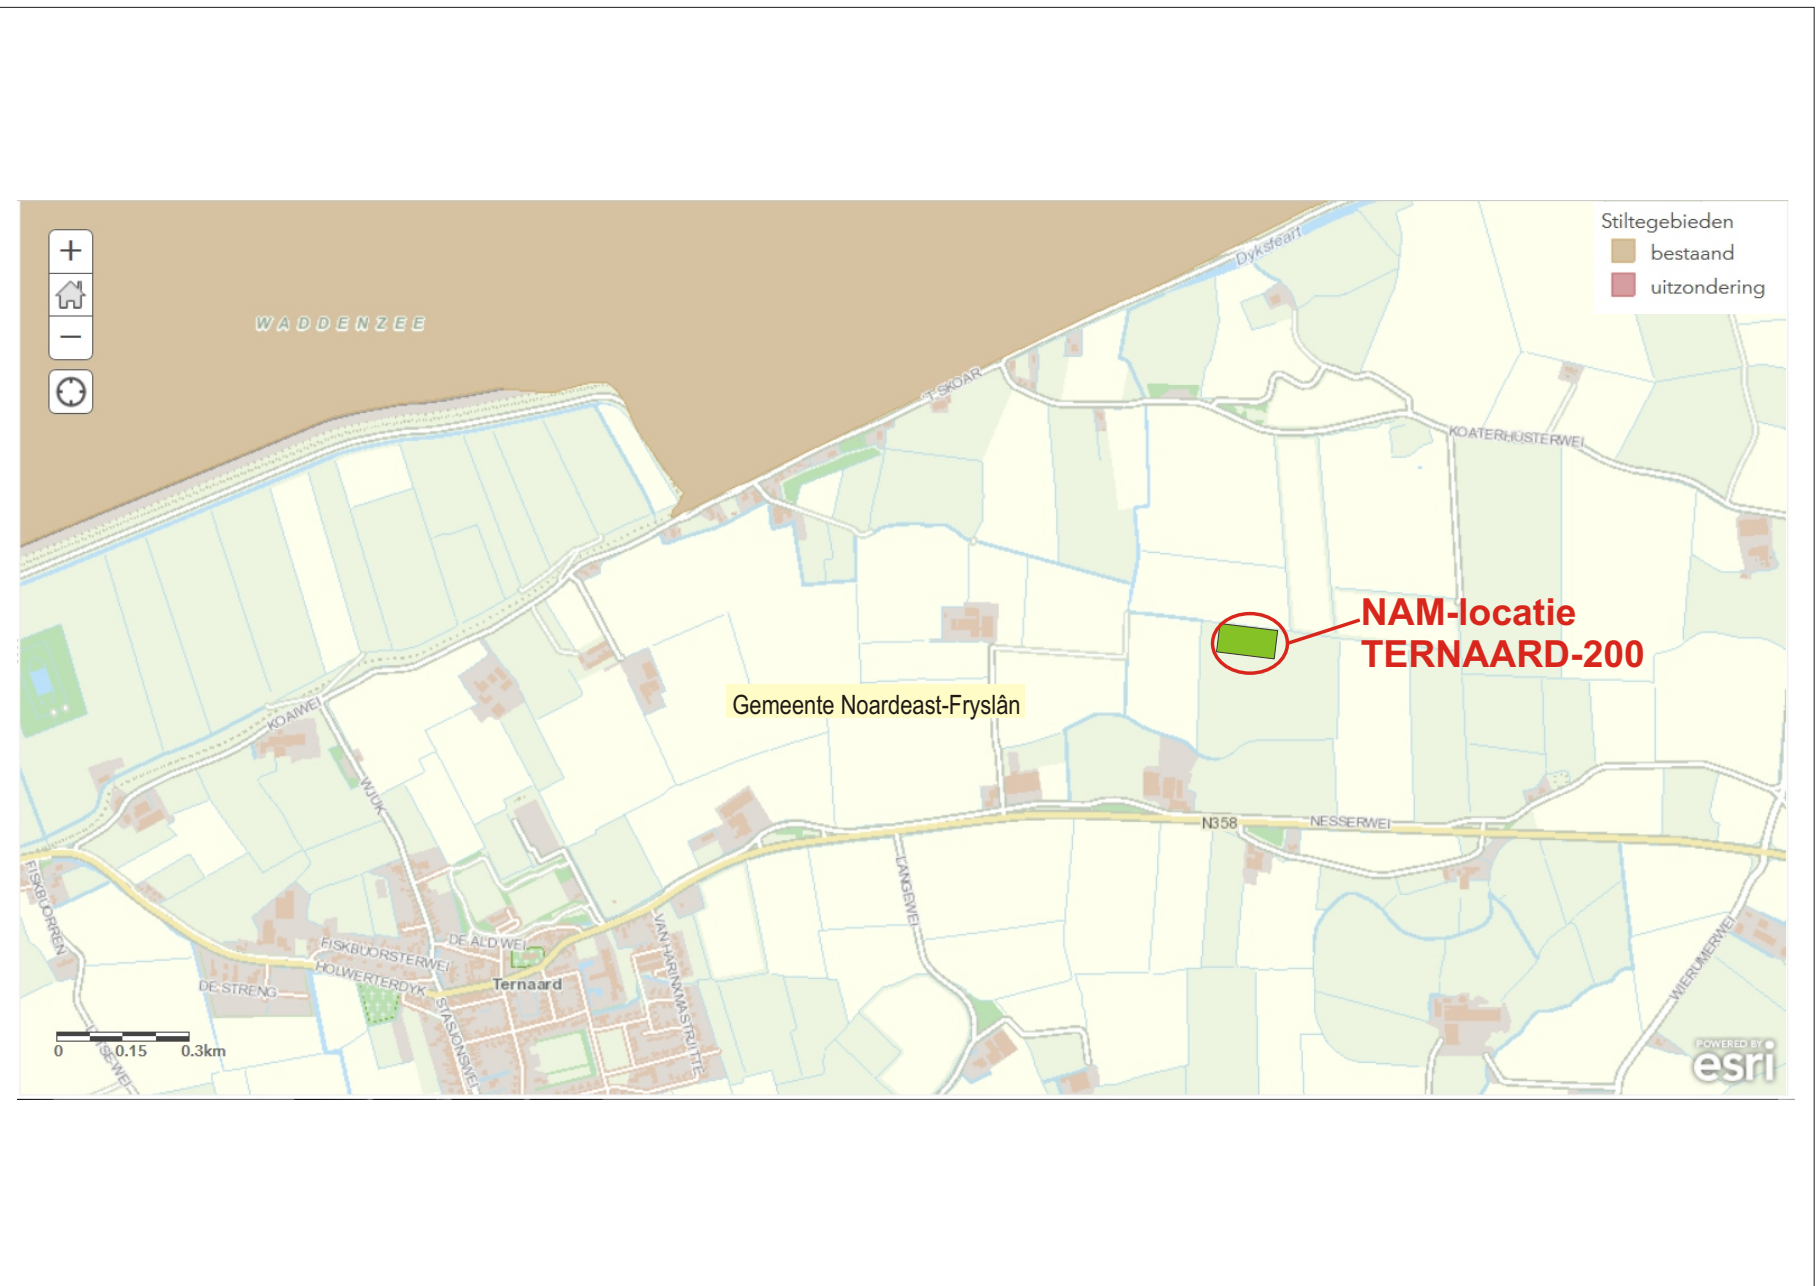 Stiltegebieden
bestaand
uitzondering
WADDENZEE
Dyksfeart
'T SKOAR
KOATERHUSTERWEI
NAM-locatie
TERNAARD-200
Gemeente Noardeast-Fryslân
KOAIWEI
WJUK
N358
NESSERWEI
LANGEWEI
FISKBUORREN
FISKBUORSTERWEI
DE ALD WEI
HOLWERTERDYK
DE STRENG
Ternaard
STASJONSWEI
VAN HARINXMASTRJITTE
WIERUMERWEI
0 0.15 0.3km
POWERED BY
esri